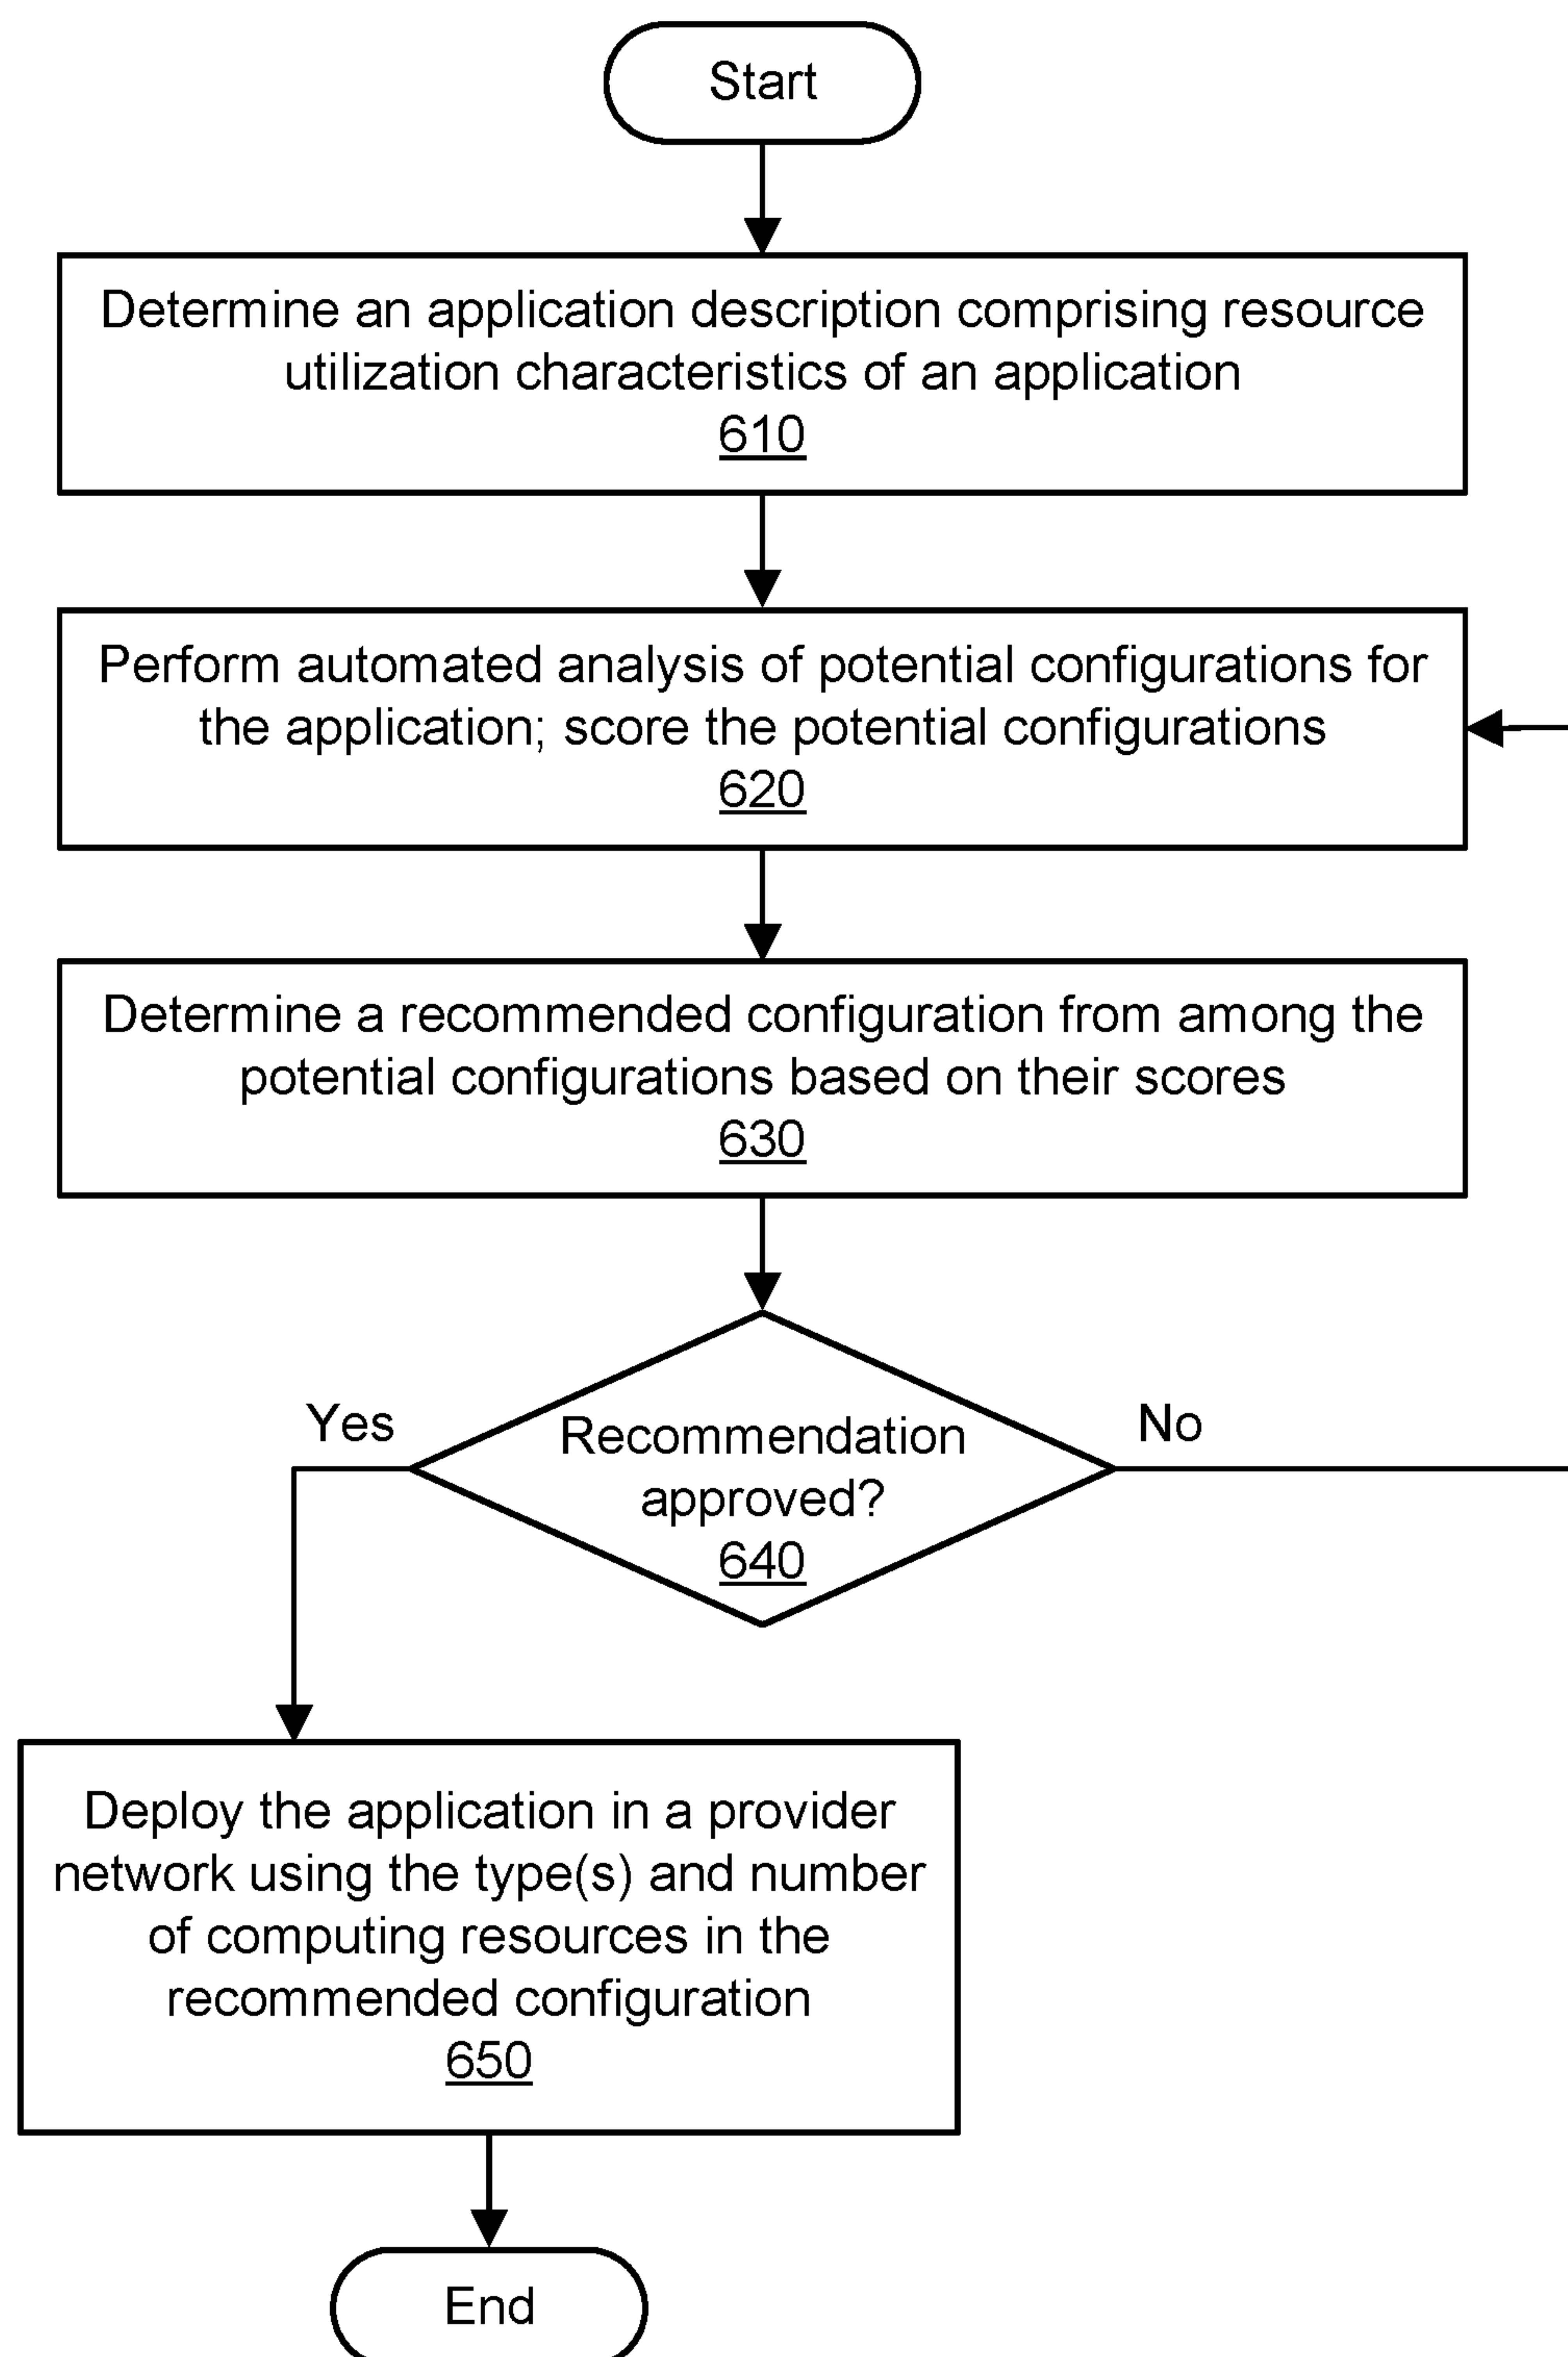 Start
Determine an application description comprising resource
utilization characteristics of an application
610
Perform automated analysis of potential configurations for
the application; score the potential configurations
620
Determine a recommended configuration from among the
potential configurations based on their scores
630
Yes
No
Recommendation
approved?
640
Deploy the application in a provider
network using the type(s) and number
of computing resources in the
recommended configuration
650
End